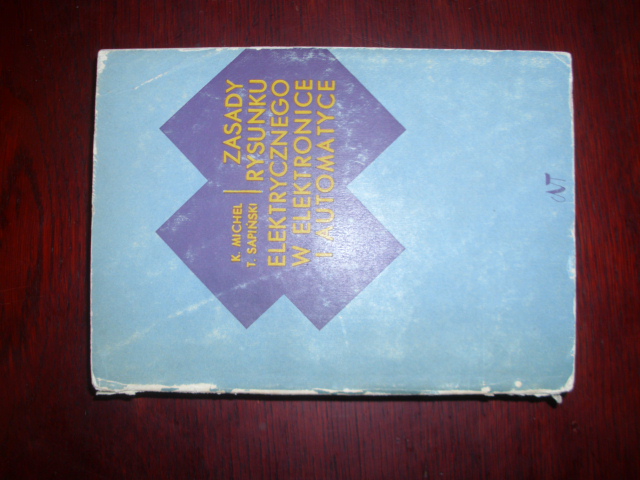 K. MICHEL
T. SAPIŃSKI
ZASADY
RYSUNKU
ELEKTRYCZNEGO
W ELEKTRONICE
I AUTOMATYCE